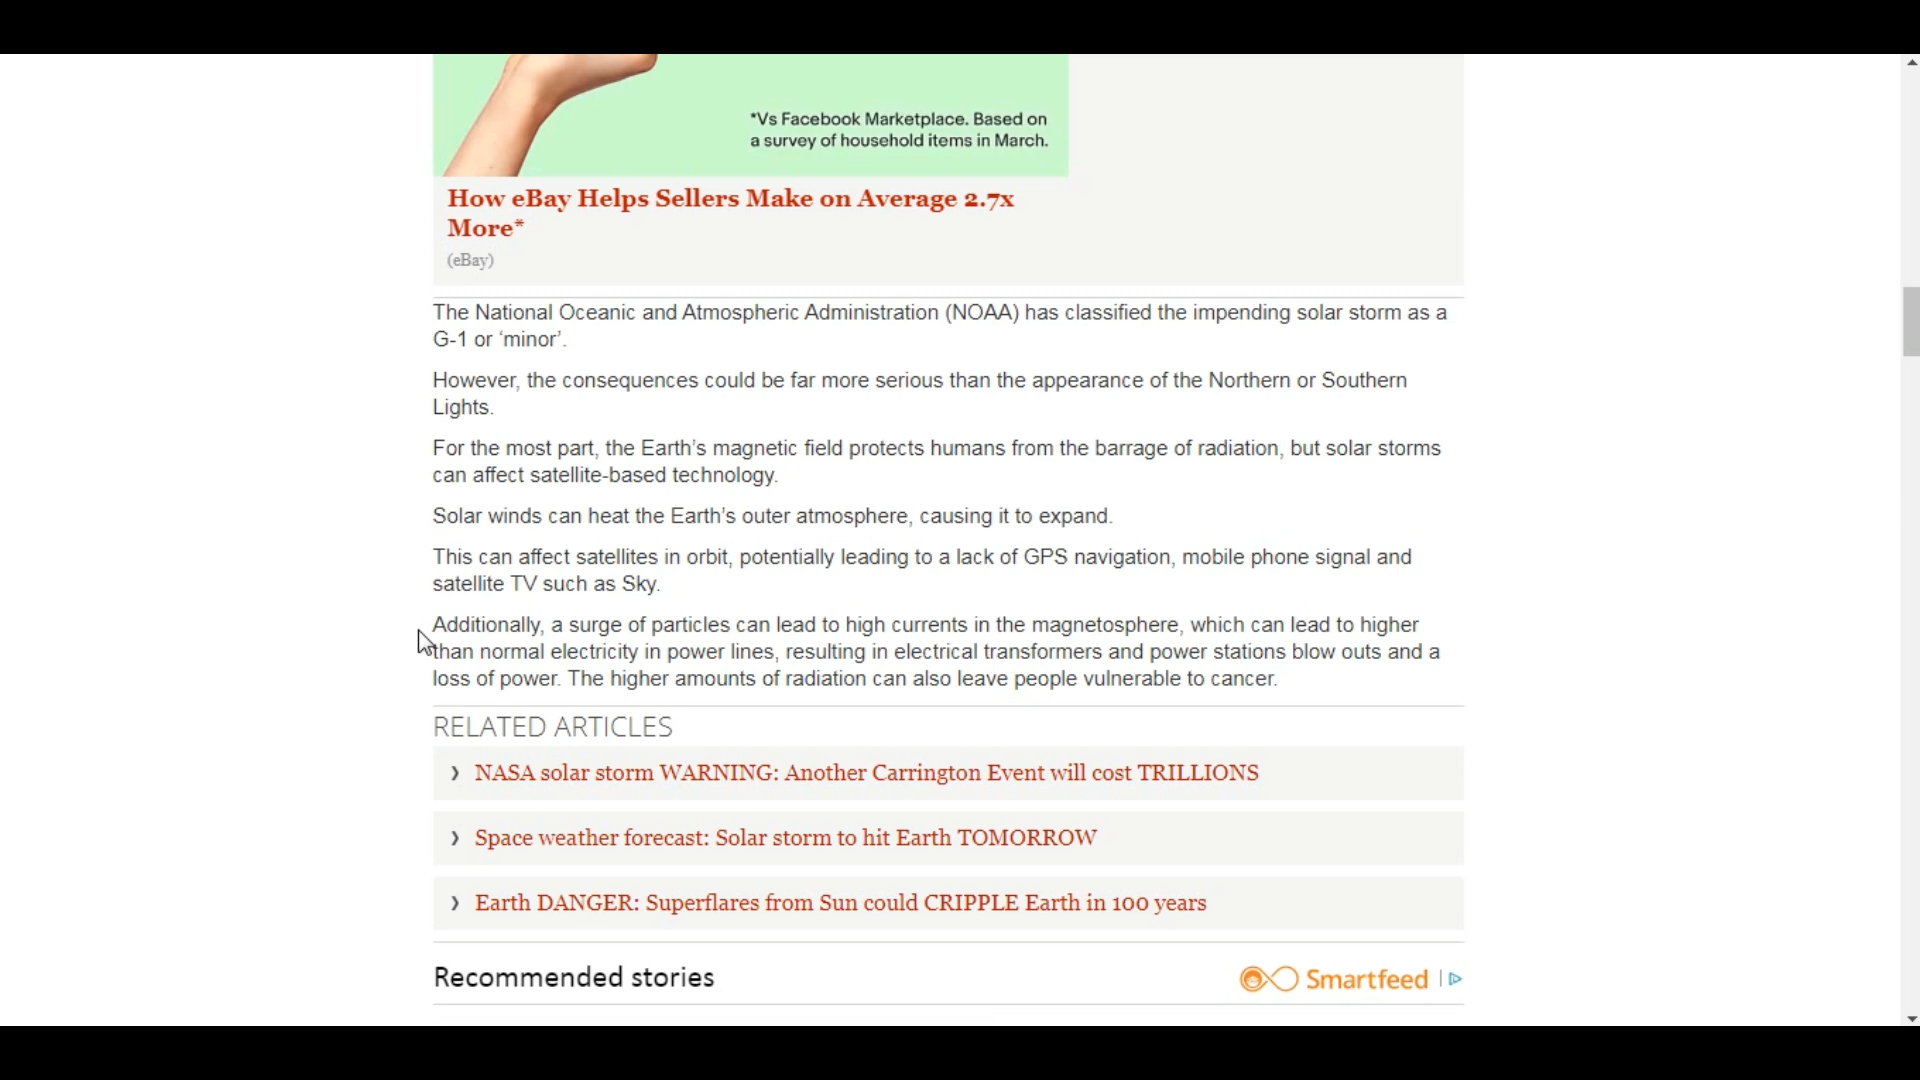 *Vs Facebook Marketplace. Based on
a survey of household items in March.
How eBay Helps Sellers Make on Average 2.7x
More*
(eBay)
The National Oceanic and Atmospheric Administration (NOAA) has classified the impending solar storm as a
G-1 or ‘minor’.
However, the consequences could be far more serious than the appearance of the Northern or Southern
Lights.
For the most part, the Earth’s magnetic field protects humans from the barrage of radiation, but solar storms
can affect satellite-based technology.
Solar winds can heat the Earth’s outer atmosphere, causing it to expand.
This can affect satellites in orbit, potentially leading to a lack of GPS navigation, mobile phone signal and
satellite TV such as Sky.
Additionally, a surge of particles can lead to high currents in the magnetosphere, which can lead to higher
than normal electricity in power lines, resulting in electrical transformers and power stations blow outs and a
loss of power. The higher amounts of radiation can also leave people vulnerable to cancer.
RELATED ARTICLES
NASA solar storm WARNING: Another Carrington Event will cost TRILLIONS
Space weather forecast: Solar storm to hit Earth TOMORROW
Earth DANGER: Superflares from Sun could CRIPPLE Earth in 100 years
Recommended stories
Smartfeed